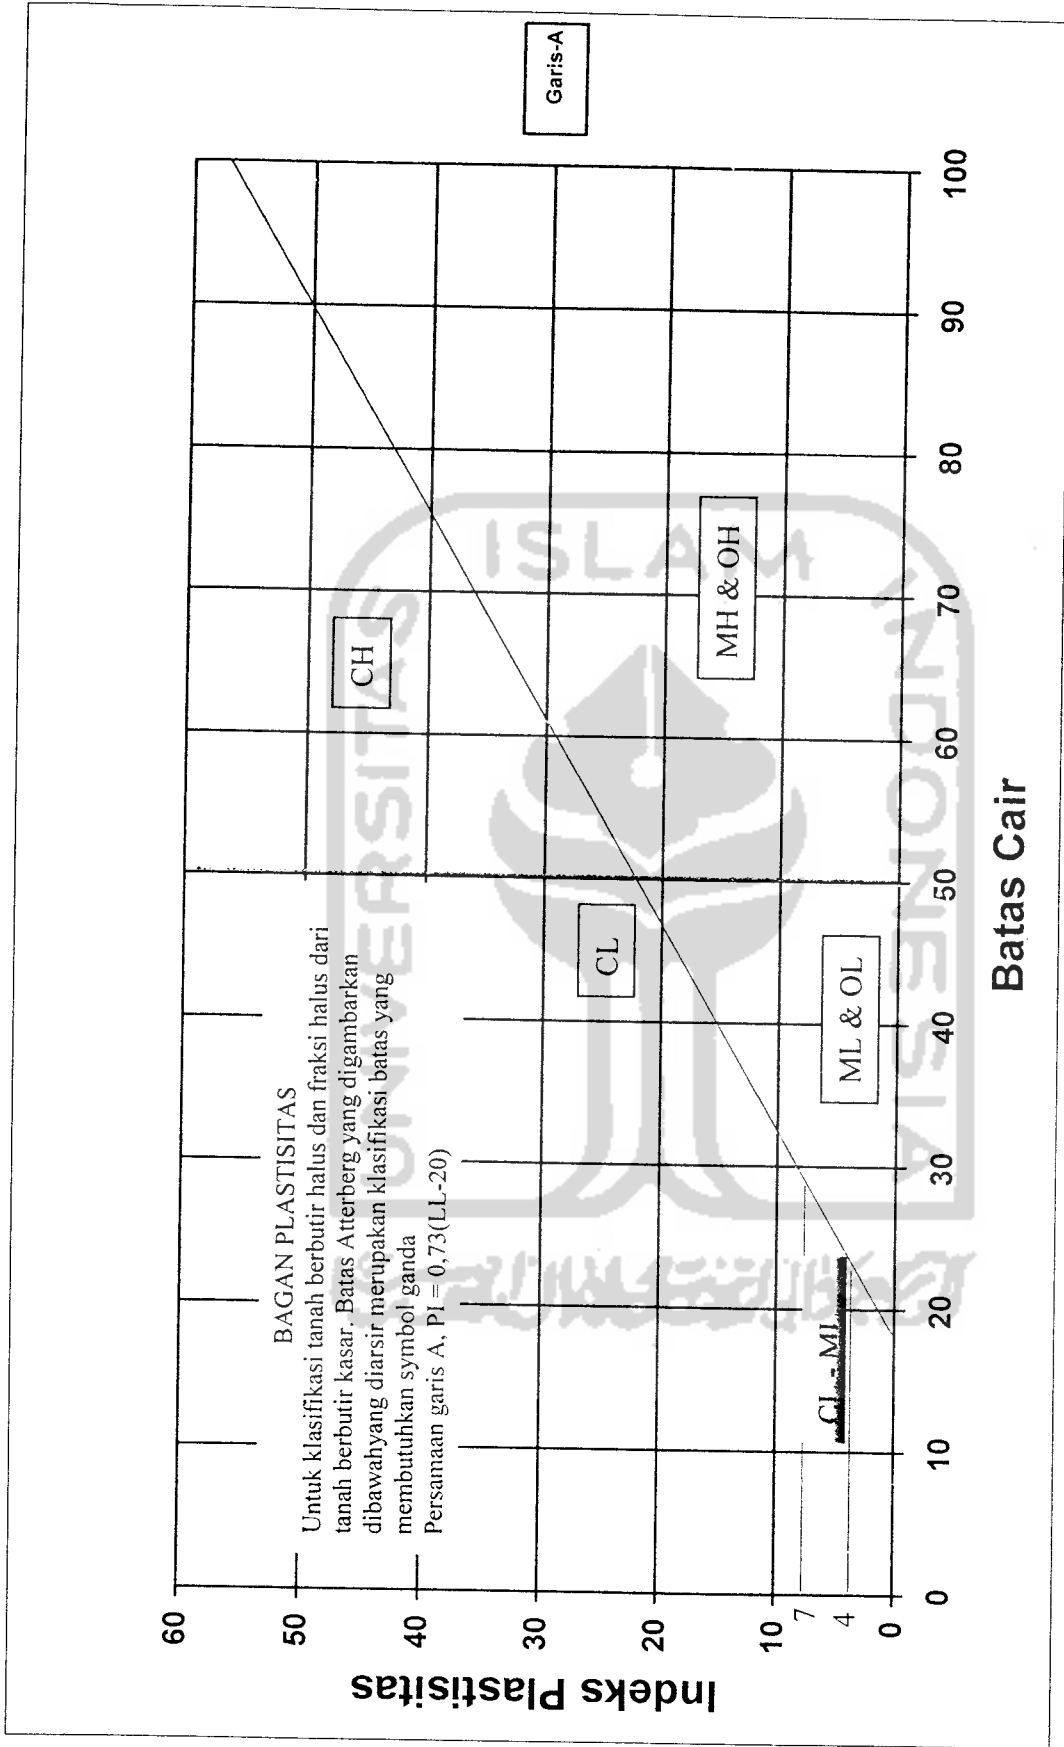 BAGAN PLASTISITAS
Untuk klasifikasi tanah berbutir halus dan fraksi halus dari
tanah berbutir kasar. Batas Atterberg yang digambarkan
dibawahyang diarsir merupakan klasifikasi batas yang
membutuhkan symbol ganda
Persamaan garis A, PI = 0,73(LL-20)
Garis-A
CH
CL
MH & OH
ML & OL
CL - ML
Indeks Plastisitas
60
50
40
30
20
10
7
4
0
0 10 20 30 40 50 60 70 80 90 100
Batas Cair
UNIVERSITAS
ISLAM
INDONESIA